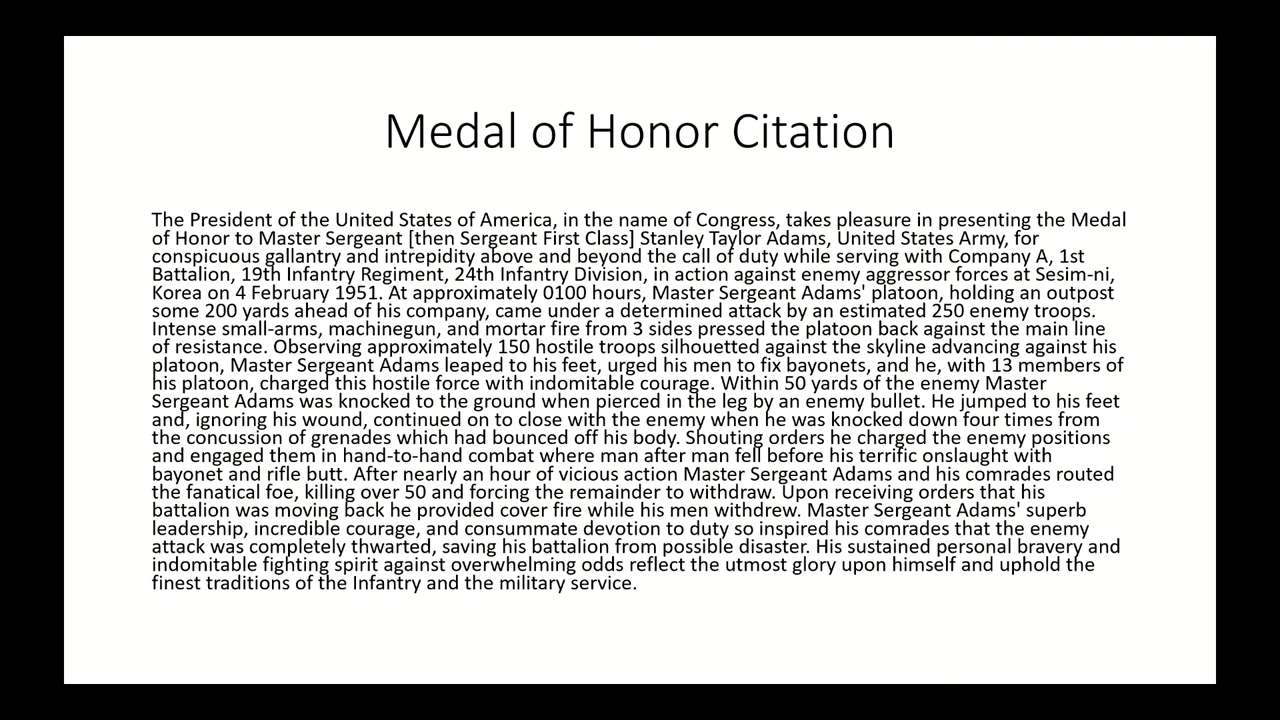 Medal of Honor Citation
The President of the United States of America, in the name of Congress, takes pleasure in presenting the Medal
of Honor to Master Sergeant [then Sergeant First Class] Stanley Taylor Adams, United States Army, for
conspicuous gallantry and intrepidity above and beyond the call of duty while serving with Company A, 1st
Battalion, 19th Infantry Regiment, 24th Infantry Division, in action against enemy aggressor forces at Sesim-ni,
Korea on 4 February 1951. At approximately 0100 hours, Master Sergeant Adams' platoon, holding an outpost
some 200 yards ahead of his company, came under a determined attack by an estimated 250 enemy troops.
Intense small-arms, machinegun, and mortar fire from 3 sides pressed the platoon back against the main line
of resistance. Observing approximately 150 hostile troops silhouetted against the skyline advancing against his
platoon, Master Sergeant Adams leaped to his feet, urged his men to fix bayonets, and he, with 13 members of
his platoon, charged this hostile force with indomitable courage. Within 50 yards of the enemy Master
Sergeant Adams was knocked to the ground when pierced in the leg by an enemy bullet. He jumped to his feet
and, ignoring his wound, continued on to close with the enemy when he was knocked down four times from
the concussion of grenades which had bounced off his body. Shouting orders he charged the enemy positions
and engaged them in hand-to-hand combat where man after man fell before his terrific onslaught with
bayonet and rifle butt. After nearly an hour of vicious action Master Sergeant Adams and his comrades routed
the fanatical foe, killing over 50 and forcing the remainder to withdraw. Upon receiving orders that his
battalion was moving back he provided cover fire while his men withdrew. Master Sergeant Adams' superb
leadership, incredible courage, and consummate devotion to duty so inspired his comrades that the enemy
attack was completely thwarted, saving his battalion from possible disaster. His sustained personal bravery and
indomitable fighting spirit against overwhelming odds reflect the utmost glory upon himself and uphold the
finest traditions of the Infantry and the military service.